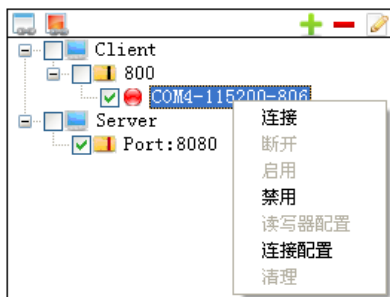 Client
800
COM4-115200-806
Server
Port:8080
连接
断开
启用
禁用
读写器配置
连接配置
清理